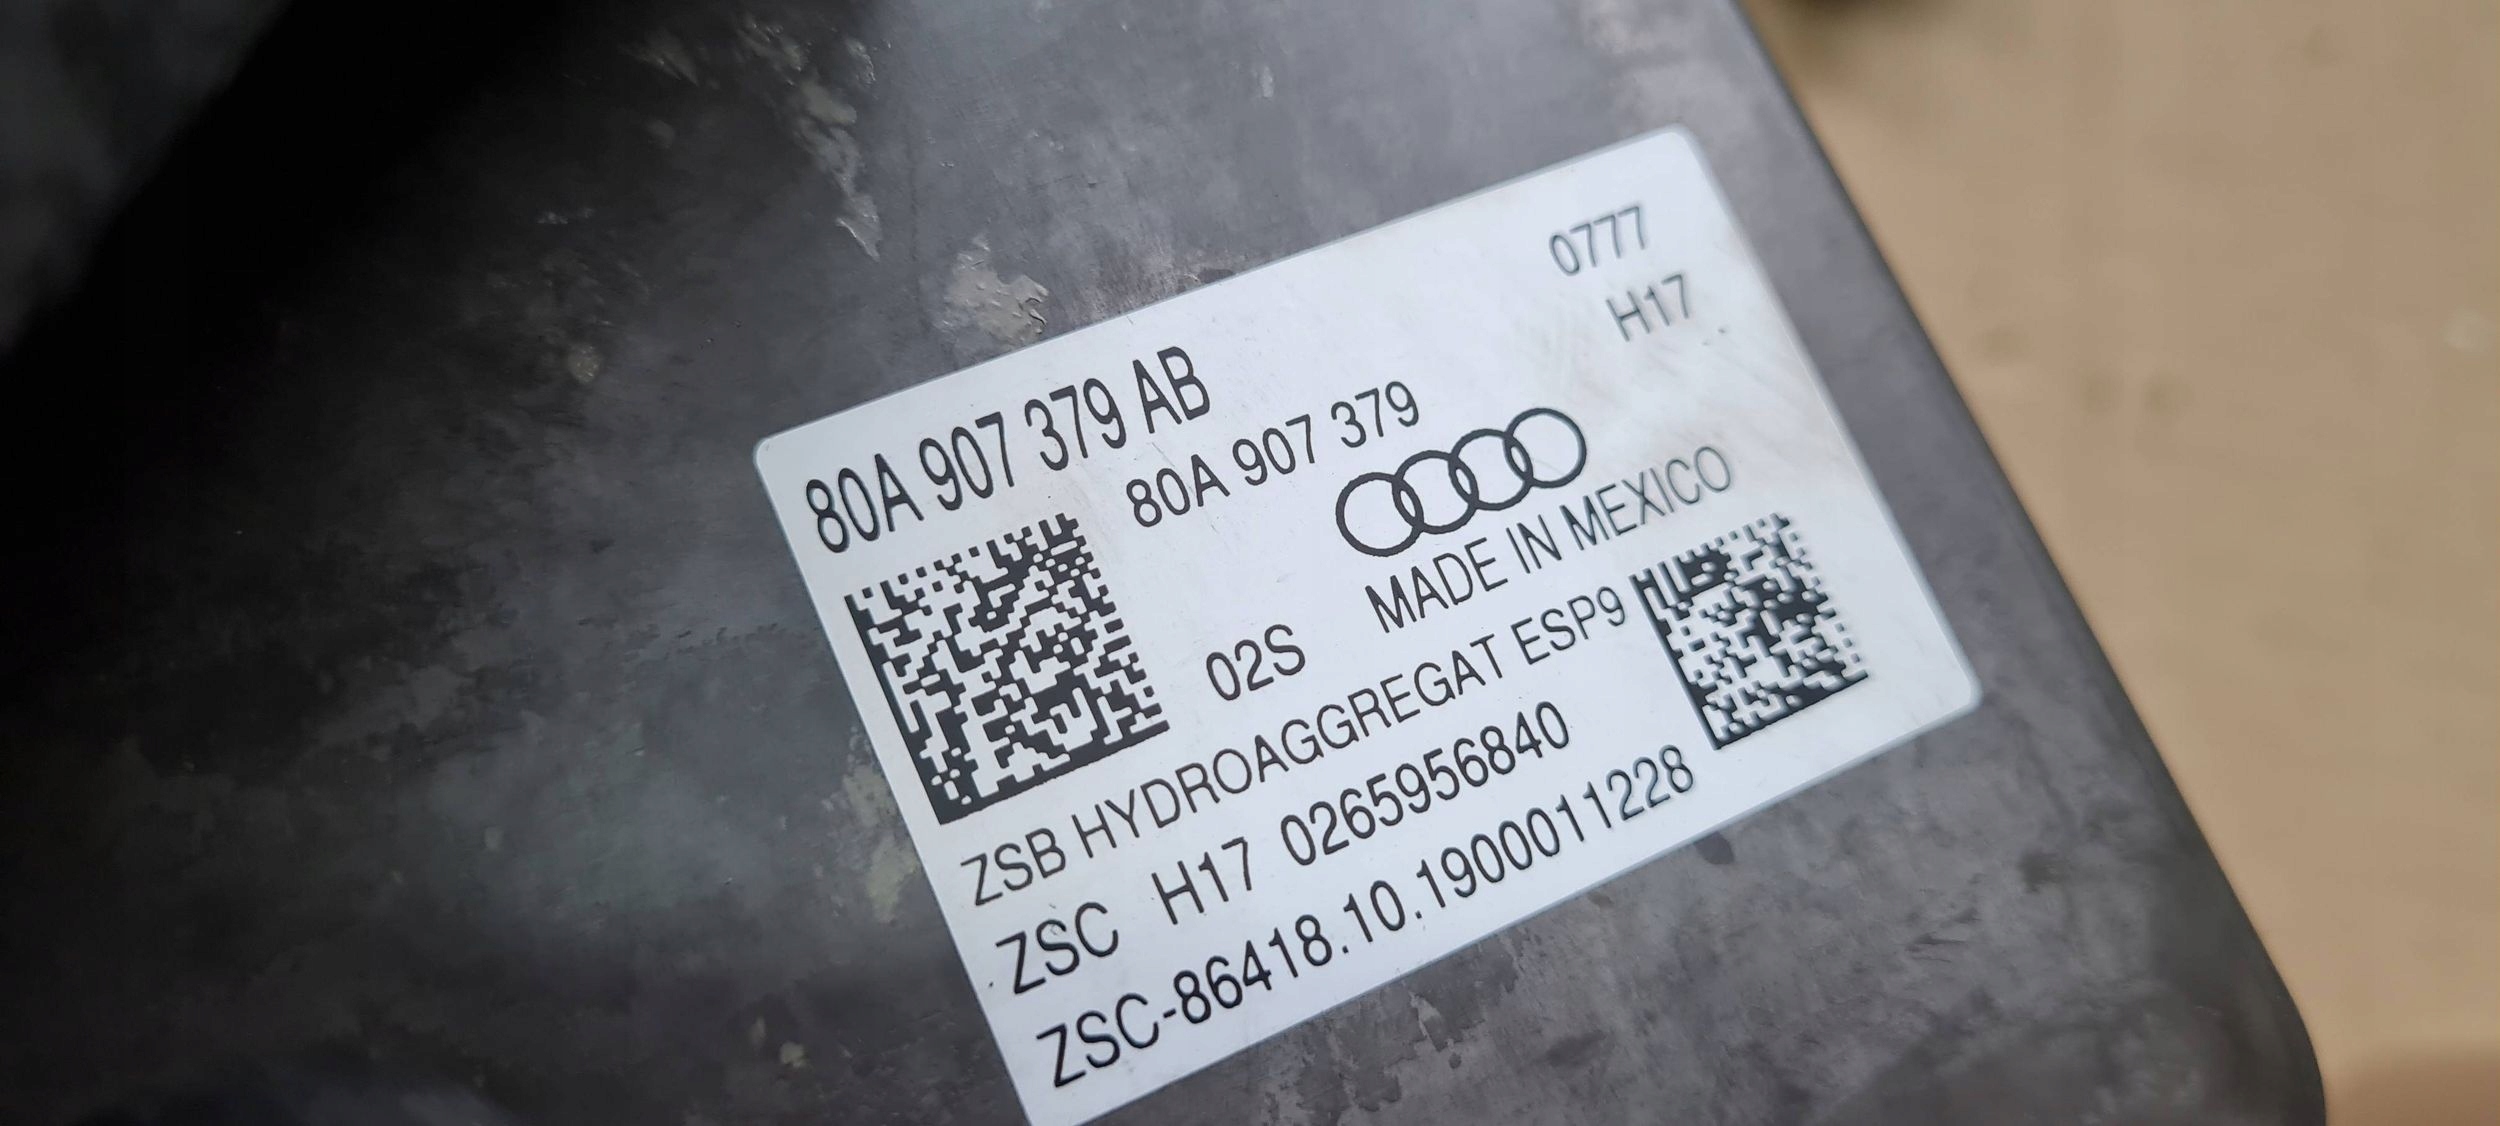 0777
H17
80A 907 379 AB
80A 907 379
MADE IN MEXICO
02S
ZSB HYDROAGGREGAT ESP9
ZSC H17 0265956840
ZSC-86418.10.1900011228